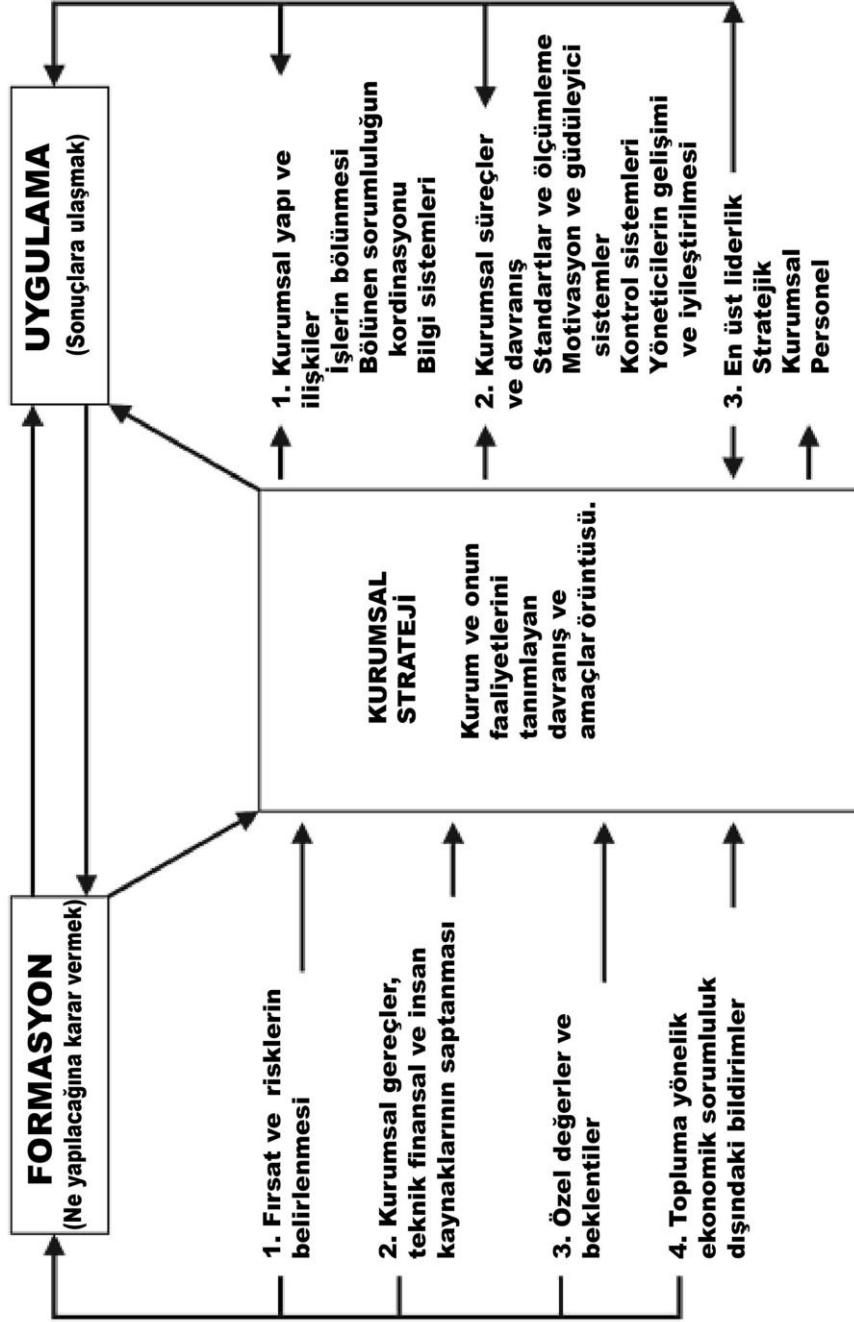 FORMASYON
(Ne yapılacağına karar vermek)
1. Fırsat ve risklerin
belirlenmesi
2. Kurumsal gereçler,
teknik finansal ve insan
kaynaklarının saptanması
3. Özel değerler ve
beklentiler
4. Topluma yönelik
ekonomik sorumluluk
dışındaki bildirimler
KURUMSAL
STRATEJİ
Kurum ve onun
faaliyetlerini
tanımlayan
davranış ve
amaçlar örüntüsü.
UYGULAMA
(Sonuçlara ulaşmak)
1. Kurumsal yapı ve
ilişkiler
İşlerin bölünmesi
Bölünen sorumluluğun
kordinasyonu
Bilgi sistemleri
2. Kurumsal süreçler
ve davranış
Standartlar ve ölçümleme
Motivasyon ve güdüleyici
sistemler
Kontrol sistemleri
Yöneticilerin gelişimi
ve iyileştirilmesi
3. En üst liderlik
Stratejik
Kurumsal
Personel